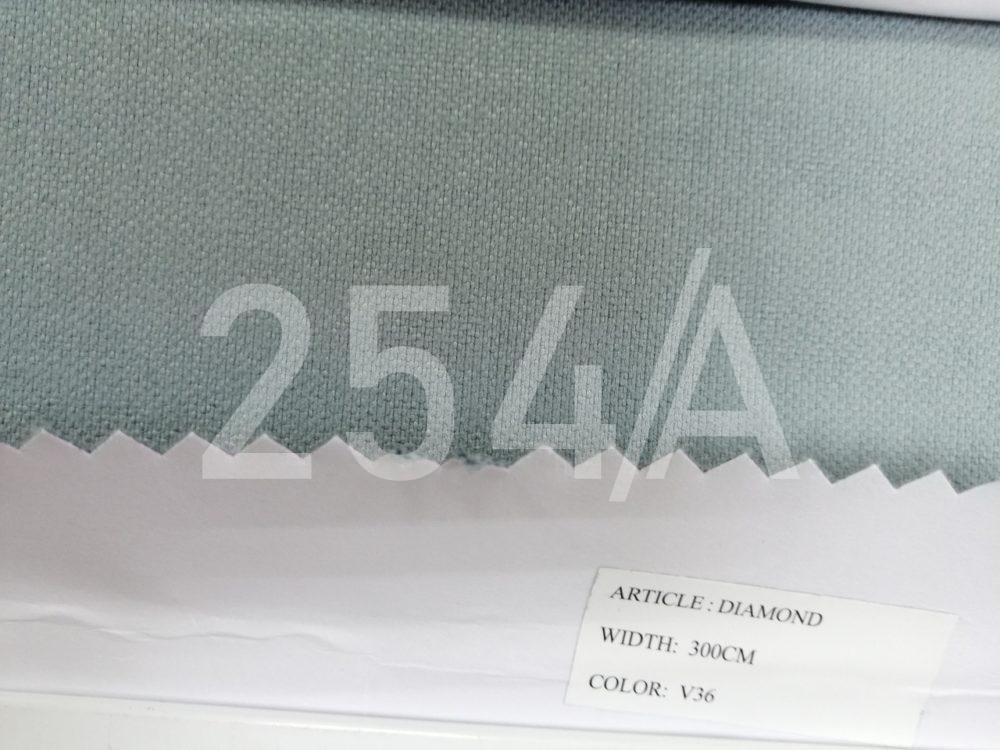 254/A
ARTICLE : DIAMOND
WIDTH: 300CM
COLOR: V36